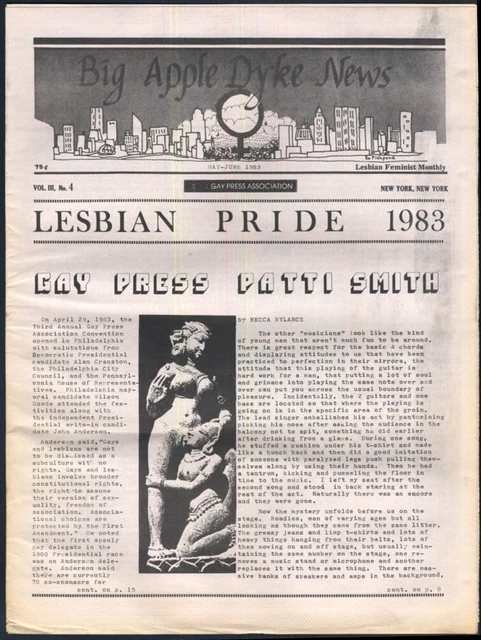 Big Apple Dyke News
75¢
MAY-JUNE 1983
Lesbian Feminist Monthly
VOL. III, No. 4
GAY PRESS ASSOCIATION
NEW YORK, NEW YORK
LESBIAN PRIDE 1983
GAY PRESS
On April 29, 1983, the
Third Annual Gay Press
Association Convention
opened in Philadelphia
with salutations from
Democratic Presidential
candidate Alan Cranston,
the Philadelphia City
Council, and the Pennsyl-
vania House of Representa-
tives. Philadelphia may-
oral candidate Wilson
Goode attended the fes-
tivities along with
the independent Presi-
dential write-in candi-
date John Anderson.
Anderson said, "Gays
and lesbians are not
to be dismissed as a
subculture with no
rights. Gays and les-
bians involve broader
constitutional rights,
the right to assume
their version of sex-
uality, freedom of
association. Associa-
tional choices are
protected by the First
Amendment." He noted
that the first openly
gay delegate in the
1980 Presidential race
was an Anderson dele-
gate. Anderson said
there are currently
70 co-sponsors for
cont. on p. 15
PATTI SMITH
by BECCA RYLANCE
The other "musicians" look like the kind
of young men that aren't much fun to be around.
There is great respect for the basic 4 chords
and displaying attitudes to us that have been
practiced to perfection in their mirrors, the
attitude that this playing of the guitar is
hard work for a man, that putting a lot of soul
and grimace into playing the same note over and
over can put you across the usual boundary of
pleasure. Incidentally, the 2 guitars and one
bass are located so that where the playing is
going on is in the specific area of the groin.
The lead singer embellishes his act by pantomiming
picking his nose after asking the audience in the
balcony not to spit, something he did earlier
after drinking from a glass. During one song,
he stuffed a cushion under his t-shirt and made
like a hunch back and then did a good imitation
of someone with paralyzed legs push pulling them-
selves along by using their hands. Then he had
a tantrum, kicking and pummeling the floor in
time to the music. I left my seat after the
second song and stood in back staring at the
rest of the act. Naturally there was an encore
and they were gone.
Now the mystery unfolds before us on the
stage. Roadies, men of varying ages but all
looking as though they came from the same litter.
The greasy jeans and limp t-shirts and lots of
heavy things hanging from their belts, lots of
them moving on and off stage, but usually main-
taining the same number on the stage, one re-
moves a music stand or microphone and another
replaces it with the same thing. There are mas-
sive banks of speakers and amps in the background,
cont. on p. 8